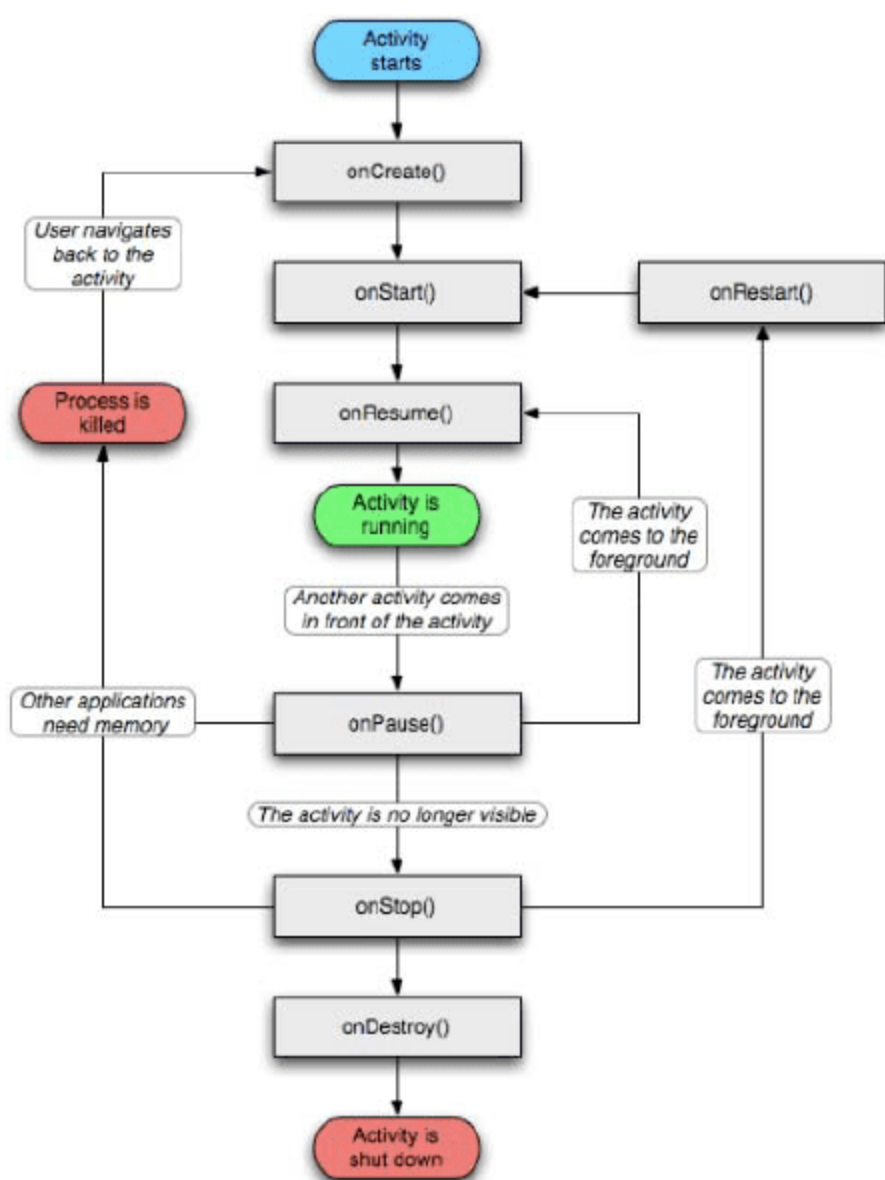 Activity
starts
onCreate()
User navigates
back to the
activity
onStart()
onRestart()
Process is
killed
onResume()
Activity is
running
The activity
comes to the
foreground
Another activity comes
in front of the activity
The activity
comes to the
foreground
Other applications
need memory
onPause()
The activity is no longer visible
onStop()
onDestroy()
Activity is
shut down